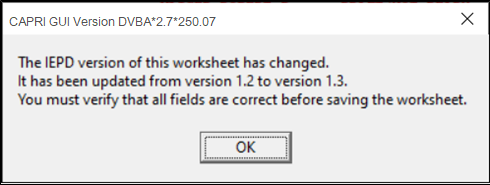 CAPRI GUI Version DVBA*2.7*250.07
The IEPD version of this worksheet has changed.
It has been updated from version 1.2 to version 1.3.
You must verify that all fields are correct before saving the worksheet.
OK